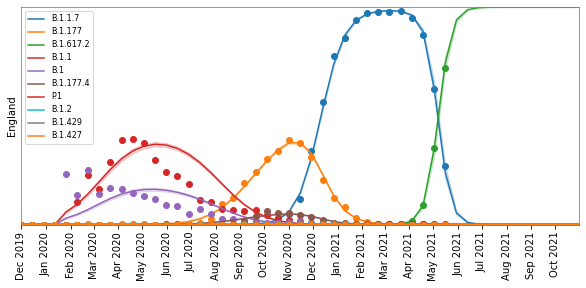 B.1.1.7
B.1.177
B.1.617.2
B.1.1
B.1
B.1.177.4
P.1
B.1.2
B.1.429
B.1.427
England
Dec 2019
Jan 2020
Feb 2020
Mar 2020
Apr 2020
May 2020
Jun 2020
Jul 2020
Aug 2020
Sep 2020
Oct 2020
Nov 2020
Dec 2020
Jan 2021
Feb 2021
Mar 2021
Apr 2021
May 2021
Jun 2021
Jul 2021
Aug 2021
Sep 2021
Oct 2021